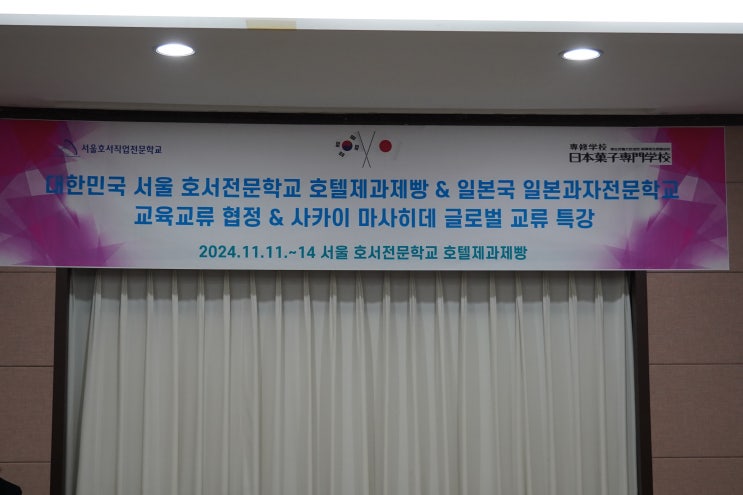 서울호서직업전문학교
専修学校
日本菓子専門学校
대한민국 서울 호서전문학교 호텔제과제빵 & 일본국 일본과자전문학교
교육교류 협정 & 사카이 마사히데 글로벌 교류 특강
2024.11.11.~14 서울 호서전문학교 호텔제과제빵